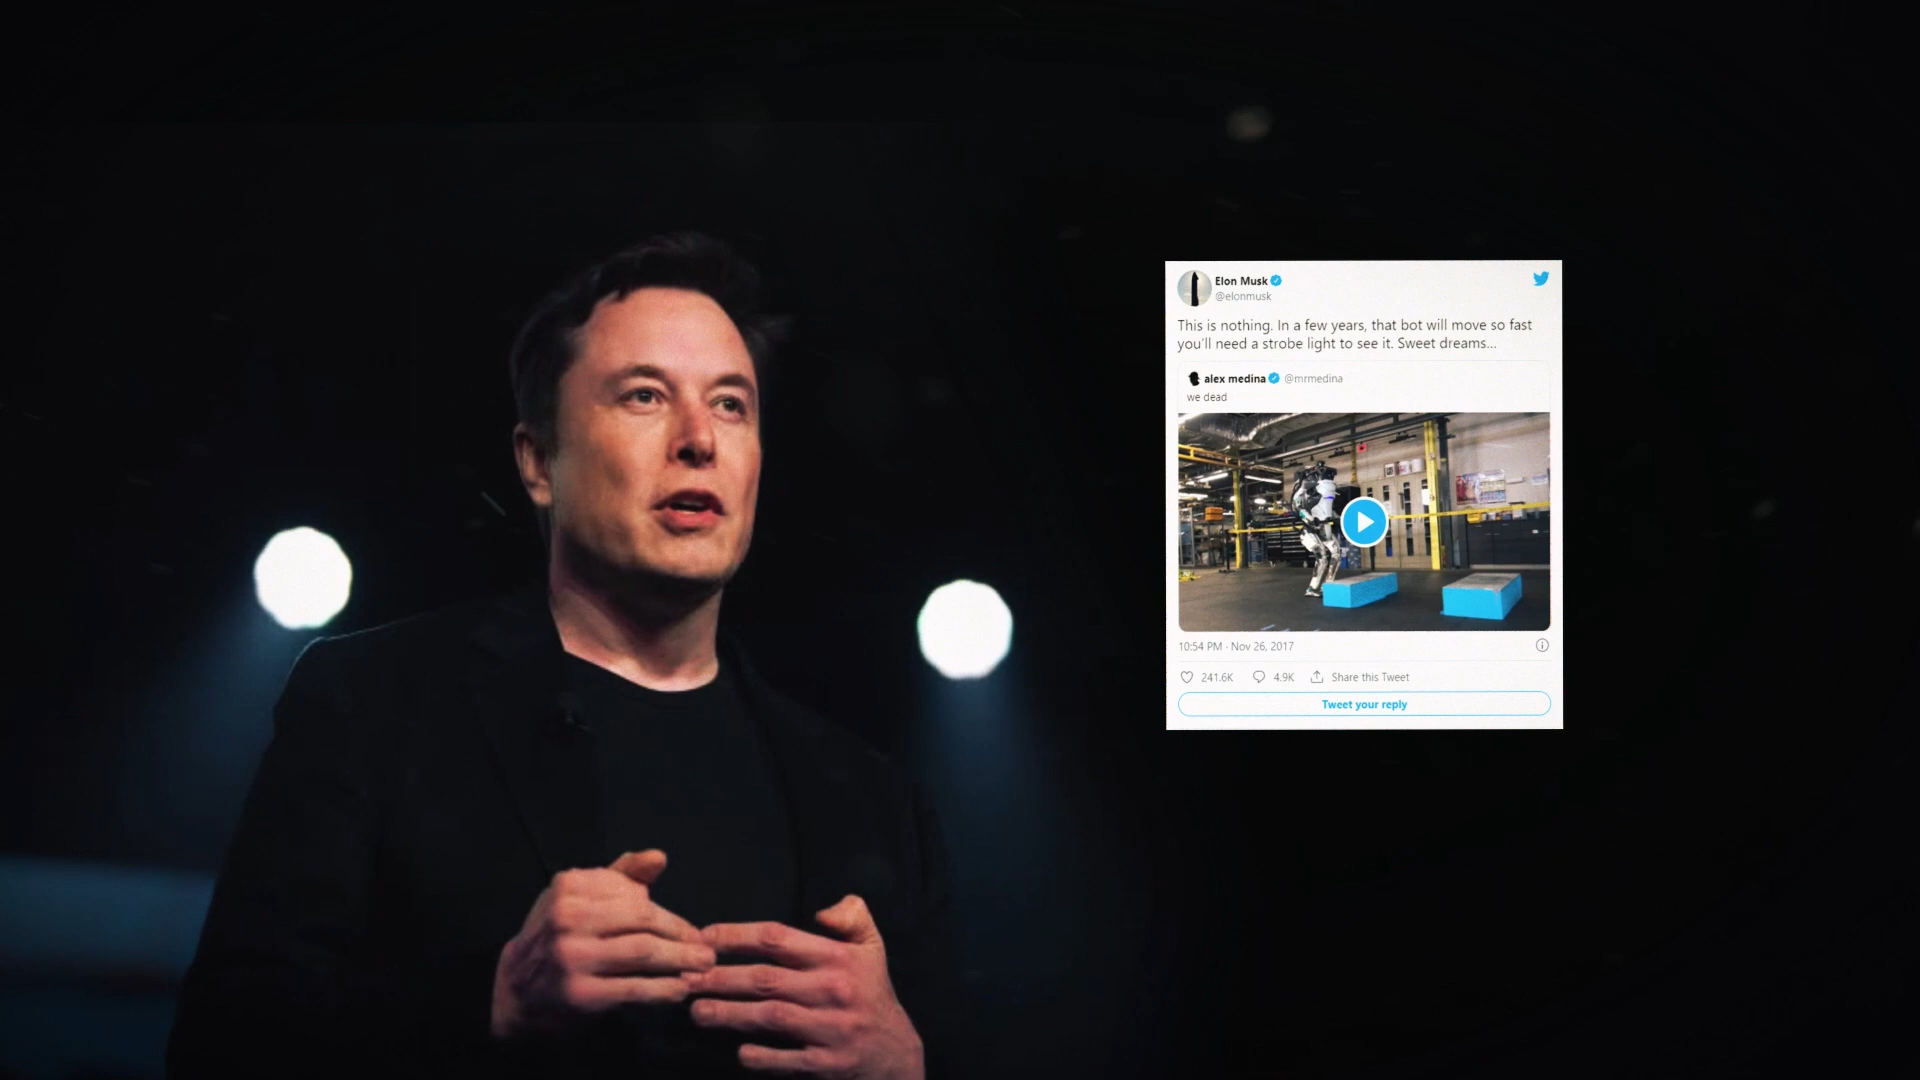 Elon Musk
@elonmusk
This is nothing. In a few years, that bot will move so fast
you'll need a strobe light to see it. Sweet dreams...
alex medina @mrmedina
we dead
10:54 PM · Nov 26, 2017
241.6K 4.9K Share this Tweet
Tweet your reply